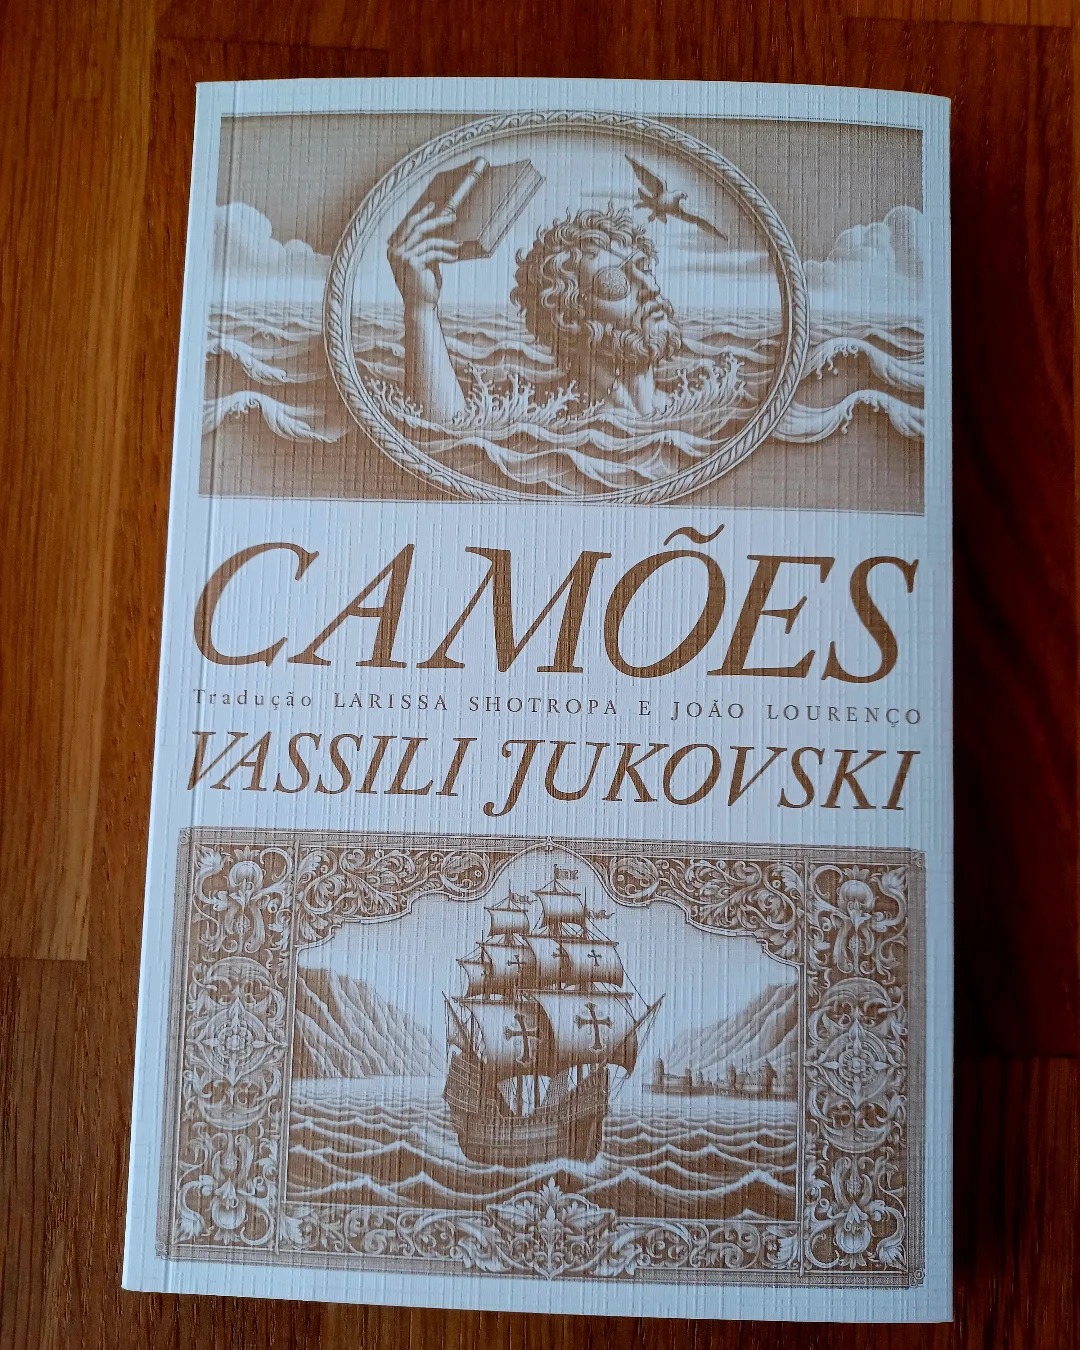 CAMÕES
Tradução LARISSA SHOTROPA E JOÃO LOURENÇO
VASSILI JUKOVSKI